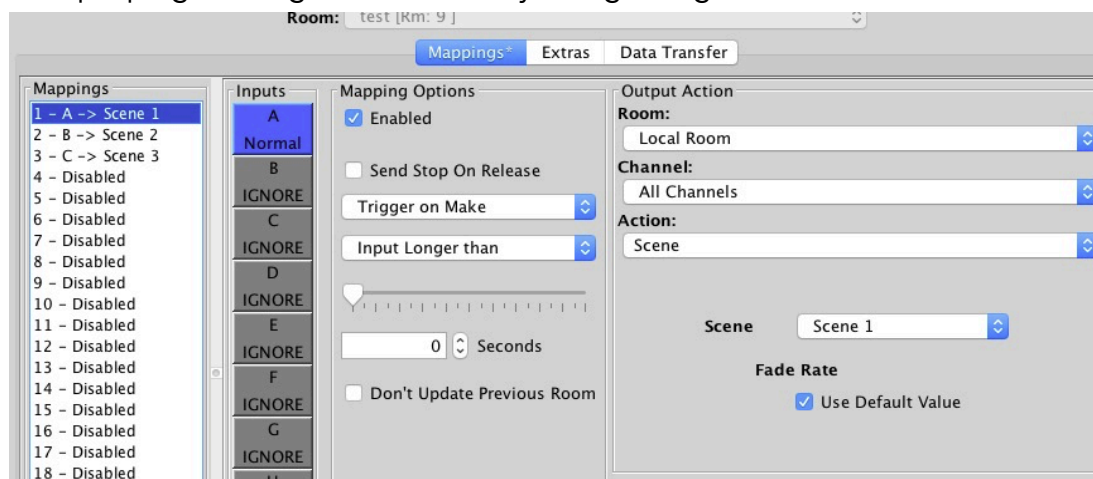 Room: test [Rm: 9 ]
Mappings* Extras Data Transfer
Mappings
1 - A -> Scene 1
2 - B -> Scene 2
3 - C -> Scene 3
4 - Disabled
5 - Disabled
6 - Disabled
7 - Disabled
8 - Disabled
9 - Disabled
10 - Disabled
11 - Disabled
12 - Disabled
13 - Disabled
14 - Disabled
15 - Disabled
16 - Disabled
17 - Disabled
18 - Disabled
Inputs
A
Normal
B
IGNORE
C
IGNORE
D
IGNORE
E
IGNORE
F
IGNORE
G
IGNORE
Mapping Options
Enabled
Send Stop On Release
Trigger on Make
Input Longer than
0 Seconds
Don't Update Previous Room
Output Action
Room:
Local Room
Channel:
All Channels
Action:
Scene
Scene Scene 1
Fade Rate
Use Default Value